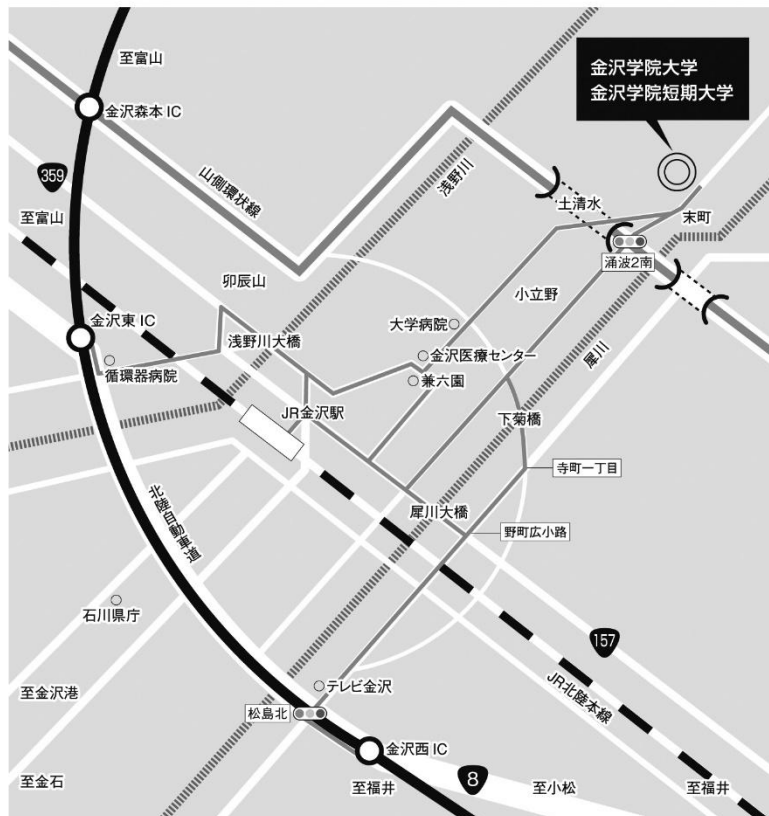 至富山
金沢森本 IC
359
至富山
山側環状線
浅野川
金沢学院大学
金沢学院短期大学
土清水
末町
涌波2南
卯辰山
小立野
大学病院
金沢東 IC
浅野川大橋
金沢医療センター
循環器病院
兼六園
犀川
JR金沢駅
下菊橋
寺町一丁目
北陸自動車道
犀川大橋
野町広小路
石川県庁
157
テレビ金沢
JR北陸本線
至金沢港
松島北
金沢西 IC
至金石
8
至福井
至小松
至福井